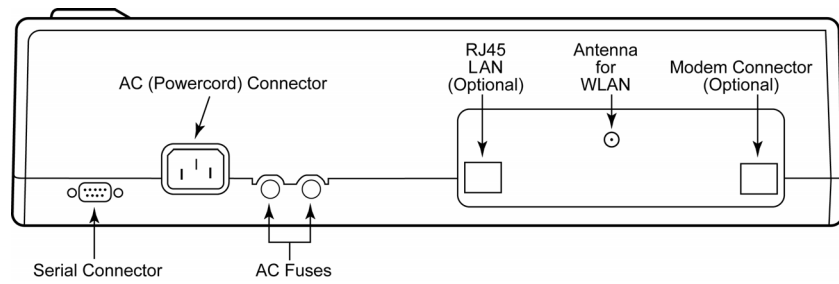 AC (Powercord) Connector
RJ45
LAN
(Optional)
Antenna
for
WLAN
Modem Connector
(Optional)
Serial Connector
AC Fuses